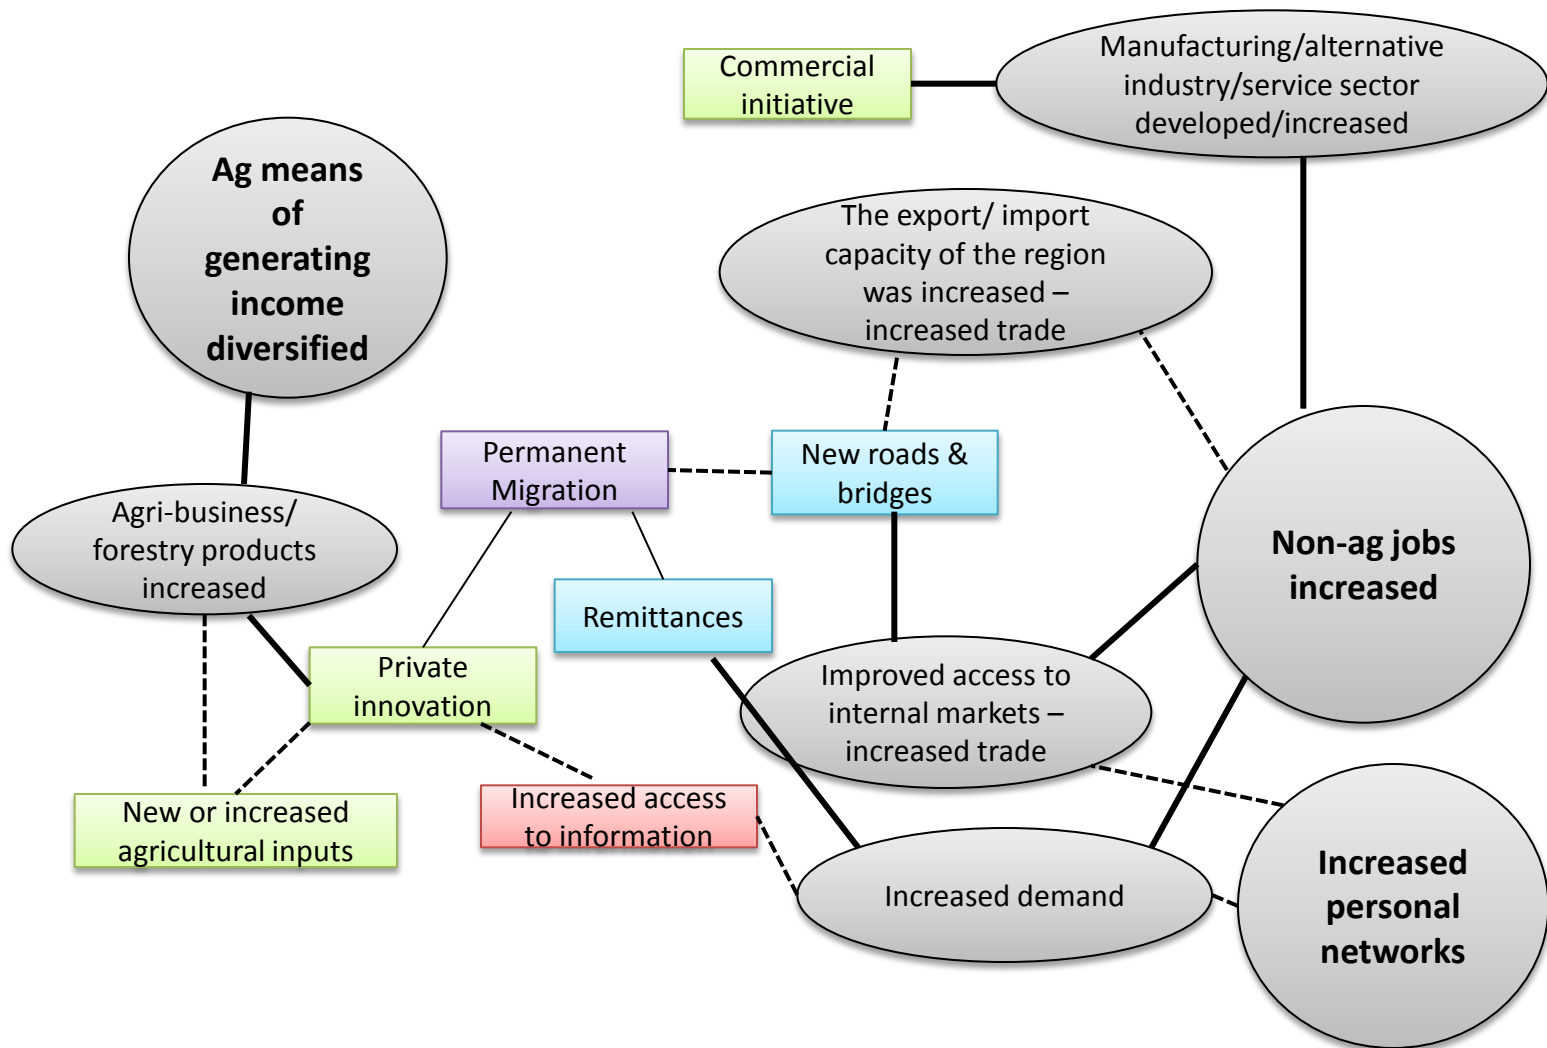 Commercial
initiative
Manufacturing/alternative
industry/service sector
developed/increased
Ag means
of
generating
income
diversified
The export/ import
capacity of the region
was increased –
increased trade
Permanent
Migration
New roads &
bridges
Agri-business/
forestry products
increased
Non-ag jobs
increased
Remittances
Private
innovation
Improved access to
internal markets –
increased trade
New or increased
agricultural inputs
Increased access
to information
Increased demand
Increased
personal
networks